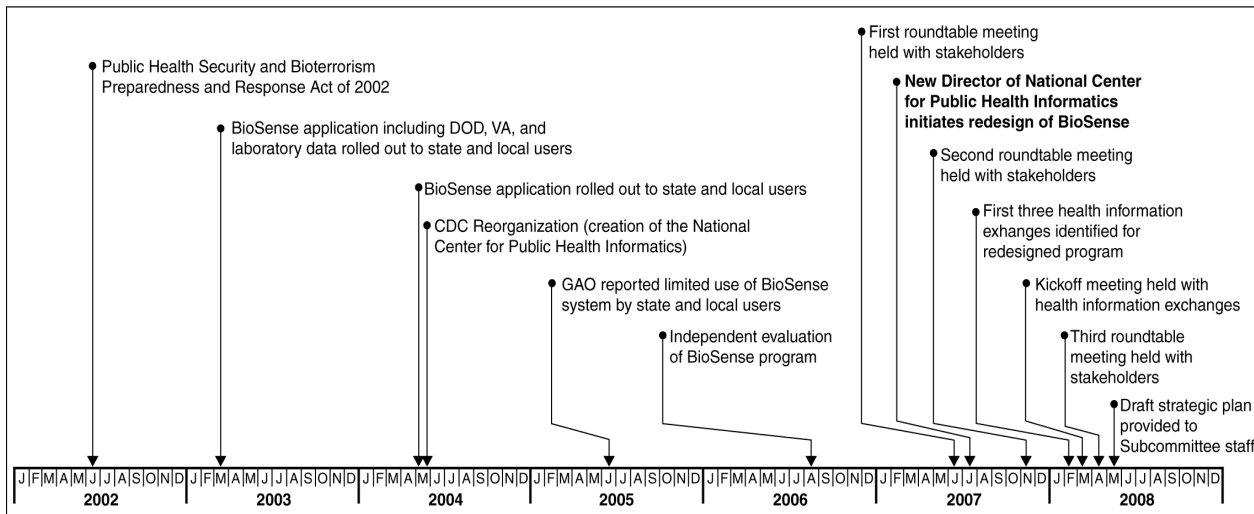 Public Health Security and Bioterrorism
Preparedness and Response Act of 2002
BioSense application including DOD, VA, and
laboratory data rolled out to state and local users
BioSense application rolled out to state and local users
CDC Reorganization (creation of the National
Center for Public Health Informatics)
GAO reported limited use of BioSense
system by state and local users
Independent evaluation
of BioSense program
First roundtable meeting
held with stakeholders
New Director of National Center
for Public Health Informatics
initiates redesign of BioSense
Second roundtable meeting
held with stakeholders
First three health information
exhanges identified for
redesigned program
Kickoff meeting held with
health information exchanges
Third roundtable
meeting held with
stakeholders
Draft strategic plan
provided to
Subcommittee staff
J F M A M J J A S O N D J F M A M J J A S O N D J F M A M J J A S O N D J F M A M J J A S O N D J F M A M J J A S O N D J F M A M J J A S O N D J F M A M J J A S O N D
2002 2003 2004 2005 2006 2007 2008